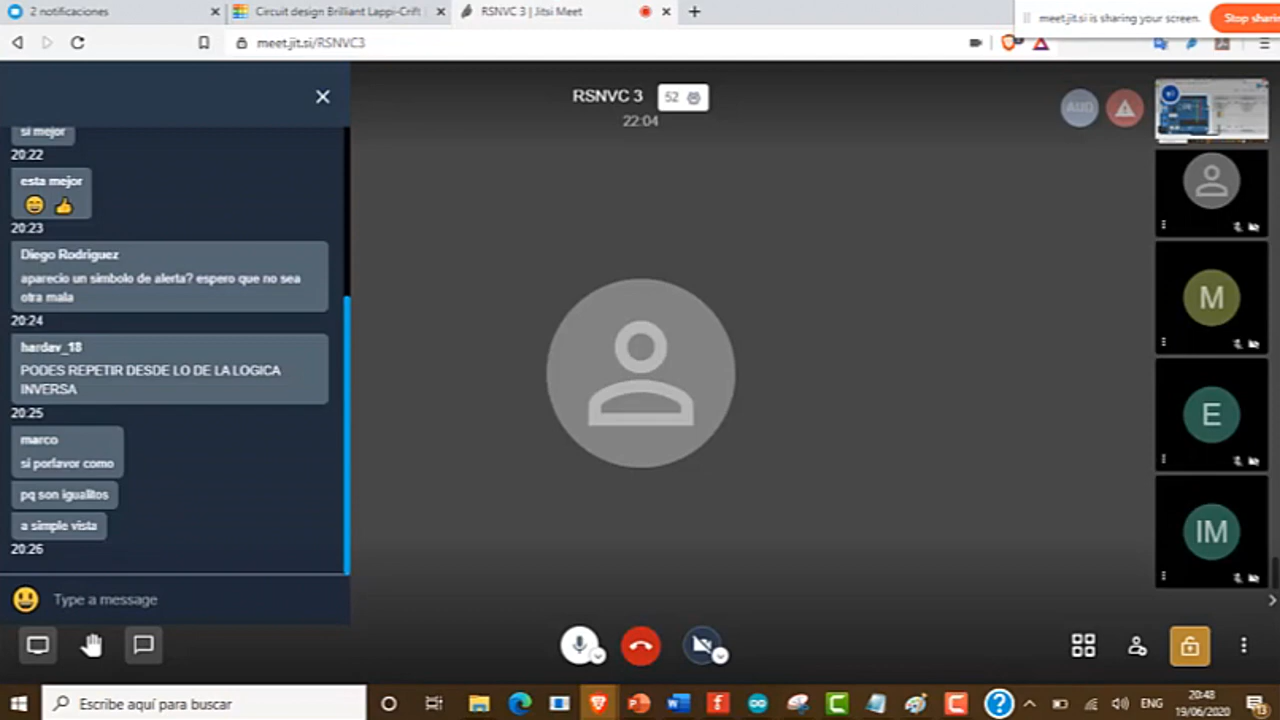 2 notificaciones
Circuit design Brilliant Lappi-Crift
RSNVC 3 | Jitsi Meet
meet.jit.si is sharing your screen.
Stop sharin
meet.jit.si/RSNVC3
RSNVC 3
52
22:04
AUD
si mejor
20:22
esta mejor
20:23
Diego Rodriguez
aparecio un simbolo de alerta? espero que no sea
otra mala
20:24
hardav_18
PODES REPETIR DESDE LO DE LA LOGICA
INVERSA
20:25
marco
si porfavor como
pq son igualitos
a simple vista
20:26
Type a message
M
E
IM
Escribe aquí para buscar
ENG
20:48
19/06/2020